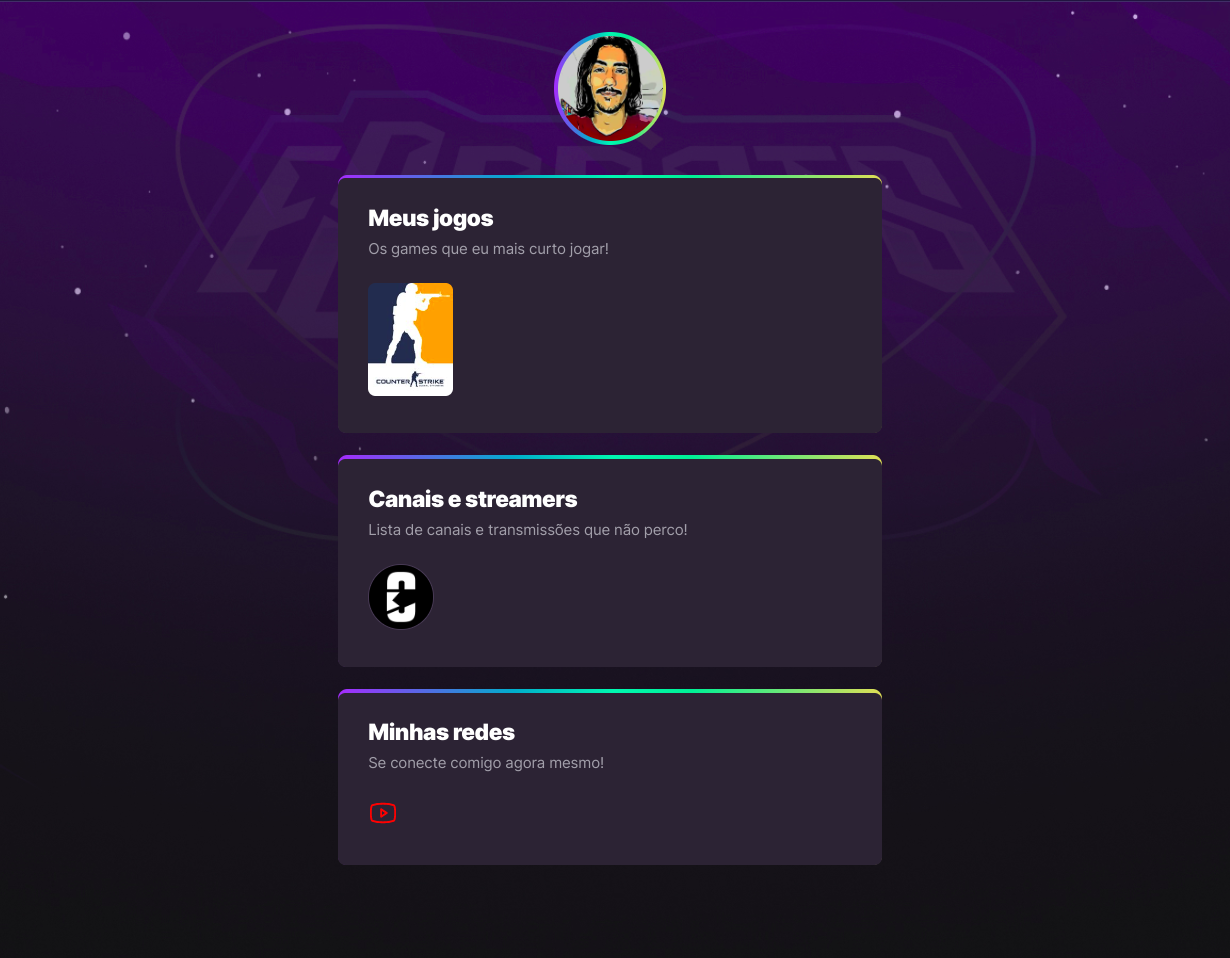 eSports
Meus jogos
Os games que eu mais curto jogar!
COUNTER STRIKE
Canais e streamers
Lista de canais e transmissões que não perco!
Minhas redes
Se conecte comigo agora mesmo!